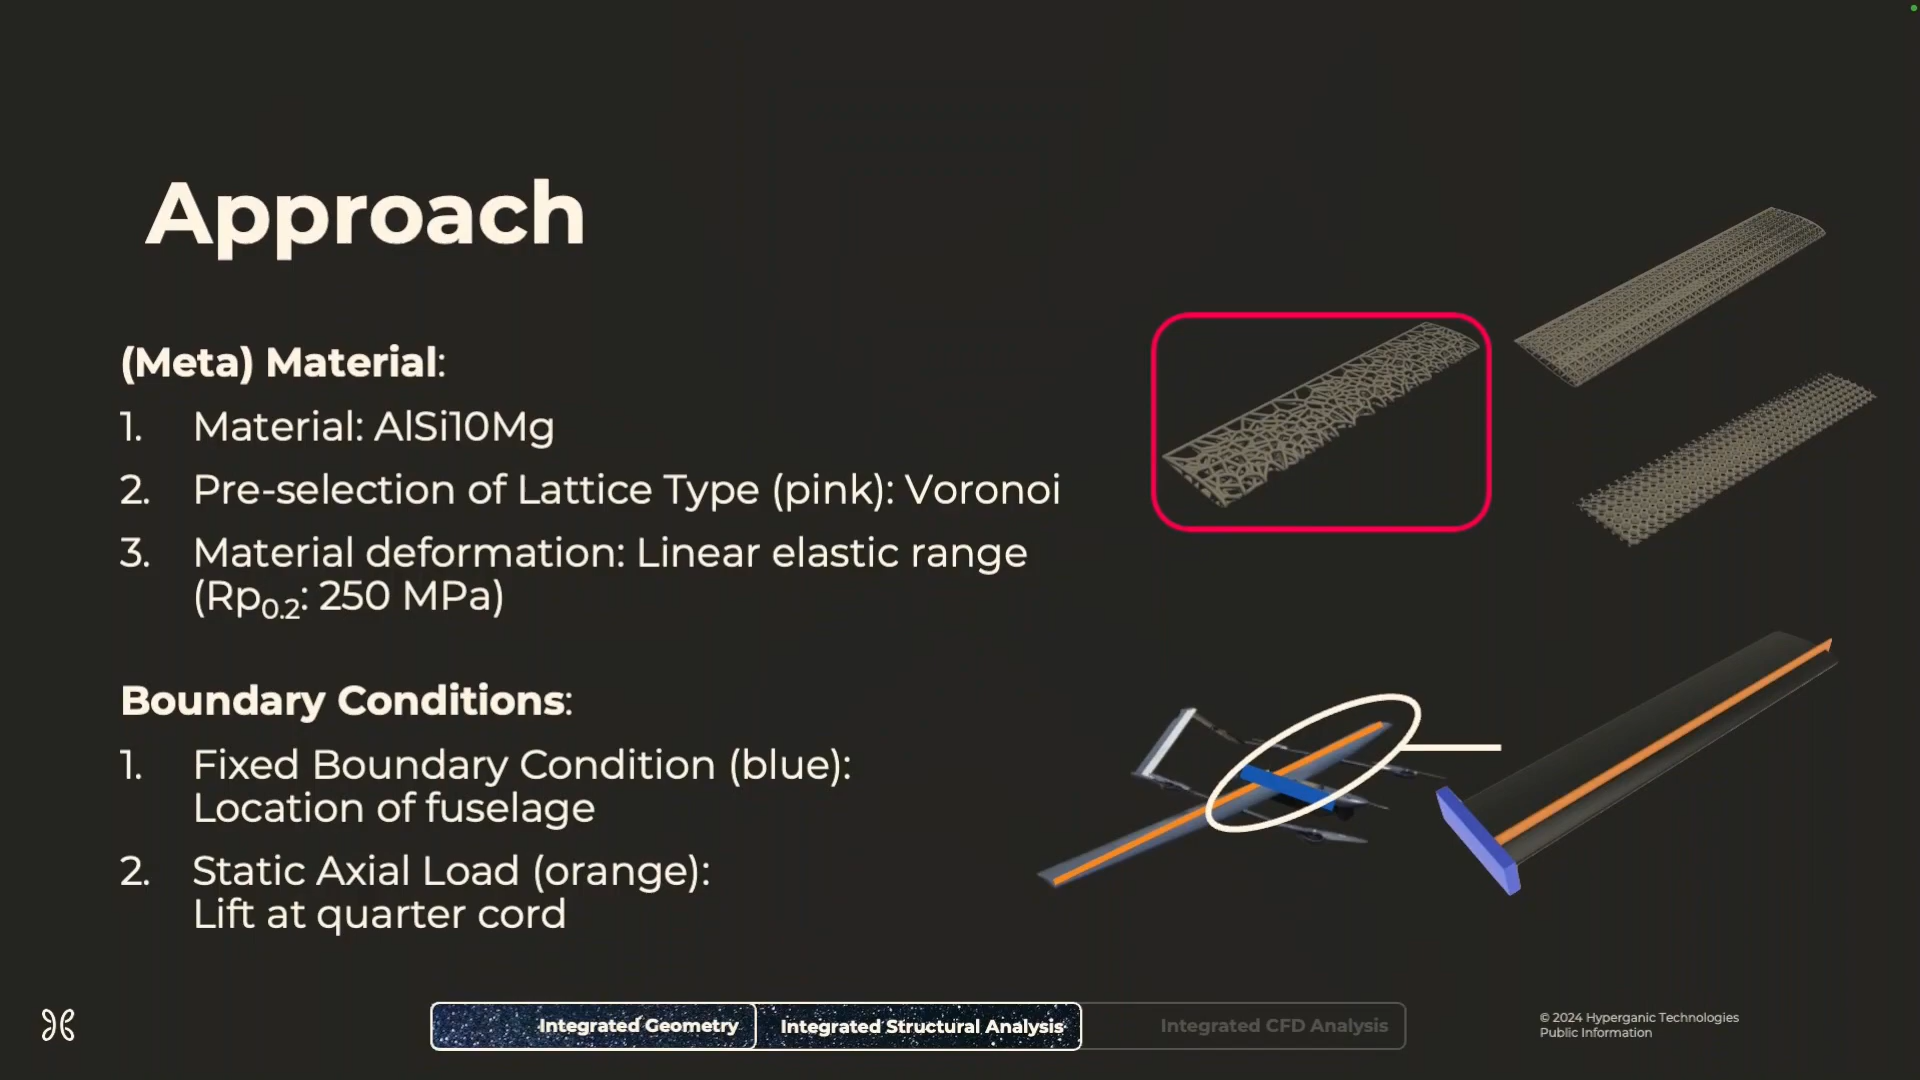 Approach
(Meta) Material:
1. Material: AlSi10Mg
2. Pre-selection of Lattice Type (pink): Voronoi
3. Material deformation: Linear elastic range
(Rp0.2: 250 MPa)
Boundary Conditions:
1. Fixed Boundary Condition (blue):
Location of fuselage
2. Static Axial Load (orange):
Lift at quarter cord
Integrated Geometry
Integrated Structural Analysis
Integrated CFD Analysis
© 2024 Hyperganic Technologies
Public Information